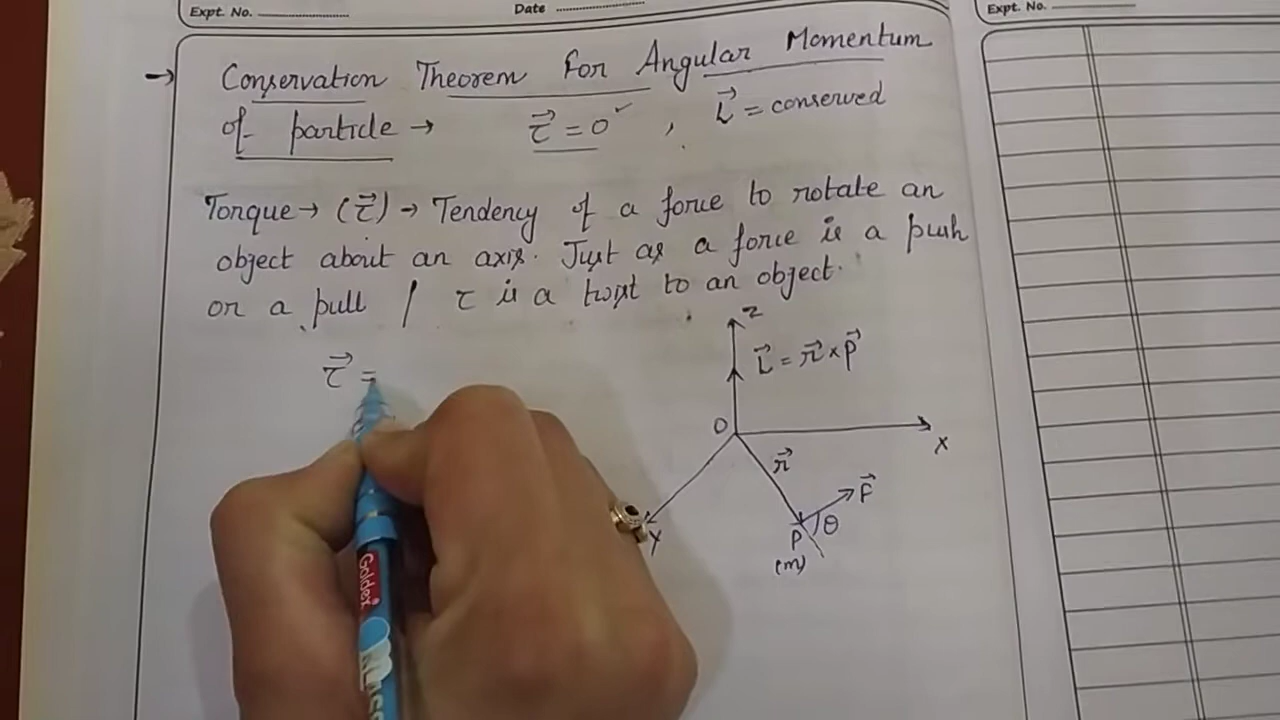 Expt. No.
Date
Expt. No.
→ Conservation Theorem For Angular Momentum
of particle → τ⃗ = 0 ✓ , L⃗ = conserved
Torque → (τ⃗) → Tendency of a force to rotate an
object about an axis. Just as a force is a push
or a pull / τ is a twist to an object.
τ⃗ =
z
L⃗ = r⃗ × p⃗
O
x
r⃗
F⃗
θ
P
(m)
Y
Goldex